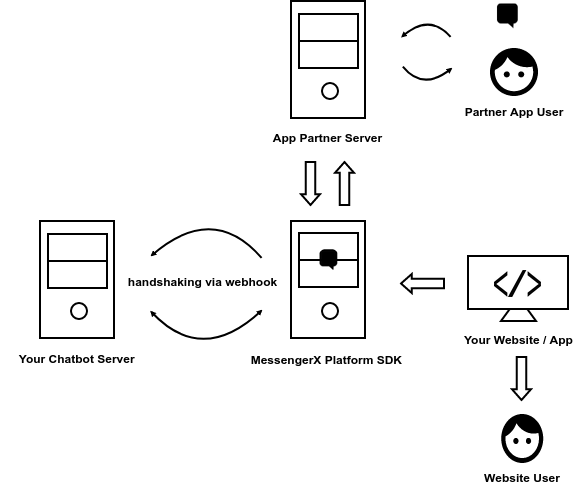 Partner App User
App Partner Server
handshaking via webhook
</>
Your Chatbot Server
MessengerX Platform SDK
Your Website / App
Website User